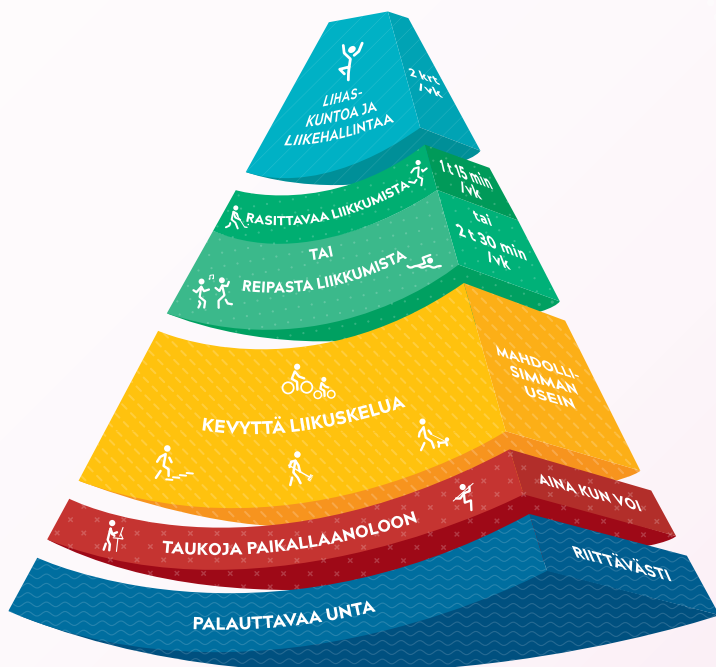 LIHAS-
KUNTOA JA
LIIKEHALLINTAA
2 krt
/vk
RASITTAVAA LIIKKUMISTA
1 t 15 min
/vk
TAI
REIPASTA LIIKKUMISTA
tai
2 t 30 min
/vk
KEVYTTÄ LIIKUSKELUA
MAHDOLLI-
SIMMAN
USEIN
TAUKOJA PAIKALLAANOLOON
AINA KUN VOI
PALAUTTAVAA UNTA
RIITTÄVÄSTI